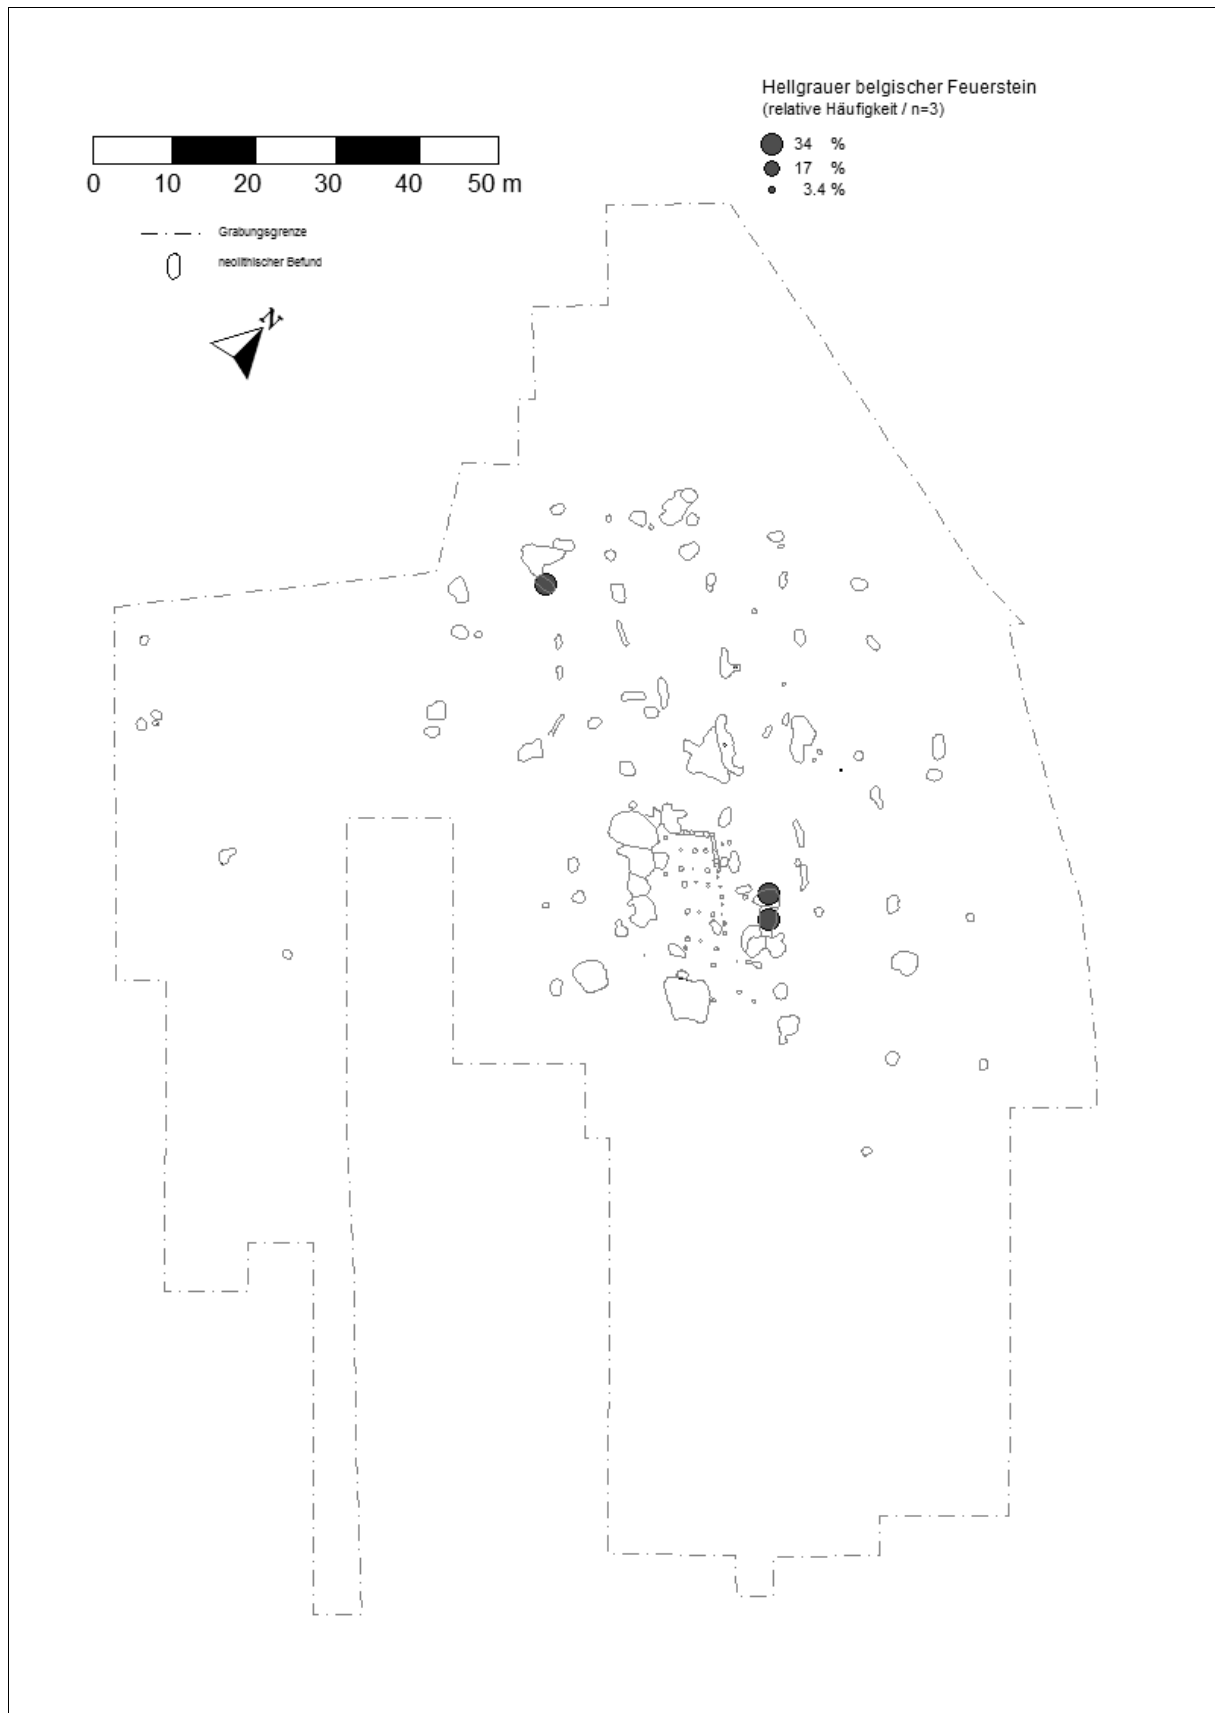 Hellgrauer belgischer Feuerstein
(relative Häufigkeit / n=3)
34 %
17 %
3.4 %
0 10 20 30 40 50 m
Grabungsgrenze
neolithischer Befund
N